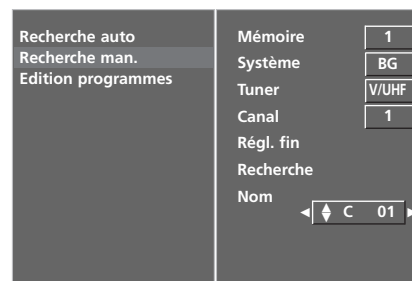 Recherche auto
Recherche man.
Edition programmes
Mémoire 1
Système BG
Tuner V/UHF
Canal 1
Régl. fin
Recherche
Nom
C 01